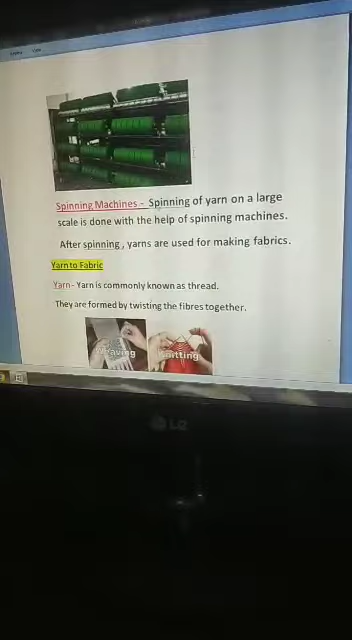 Spinning Machines - Spinning of yarn on a large
scale is done with the help of spinning machines.
After spinning , yarns are used for making fabrics.
Yarn to Fabric
Yarn - Yarn is commonly known as thread.
They are formed by twisting the fibres together.
Weaving
Knitting
LG